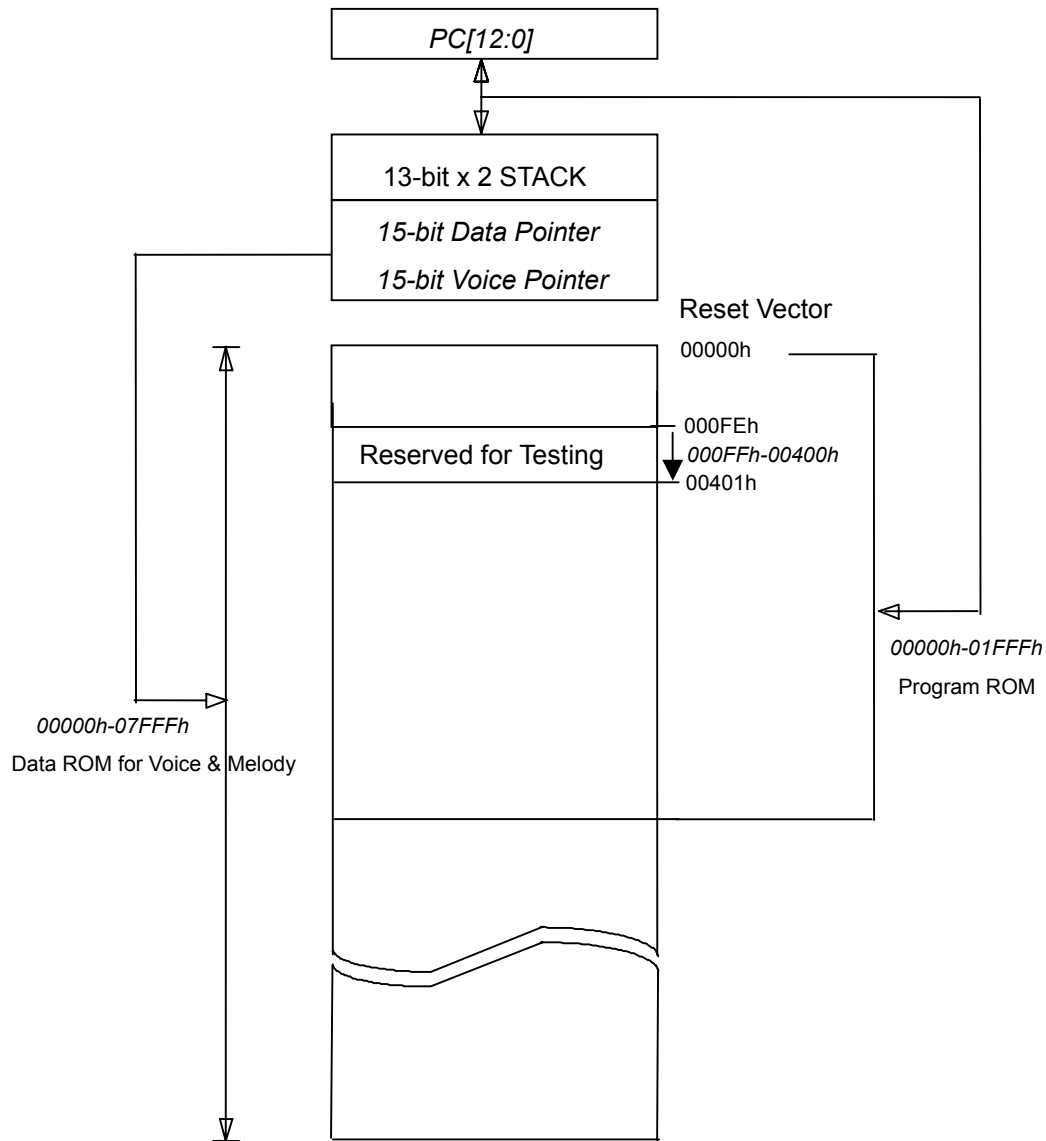 PC[12:0]
13-bit x 2 STACK
15-bit Data Pointer
15-bit Voice Pointer
Reset Vector
00000h
000FEh
Reserved for Testing
000FFh-00400h
00401h
00000h-01FFFh
Program ROM
00000h-07FFFh
Data ROM for Voice & Melody